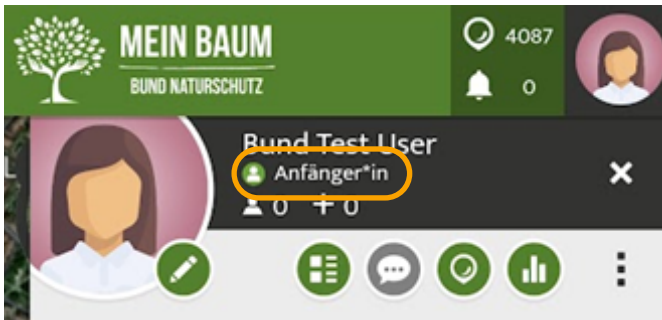 MEIN BAUM
BUND NATURSCHUTZ
4087
0
Bund Test User
Anfänger*in
0 + 0